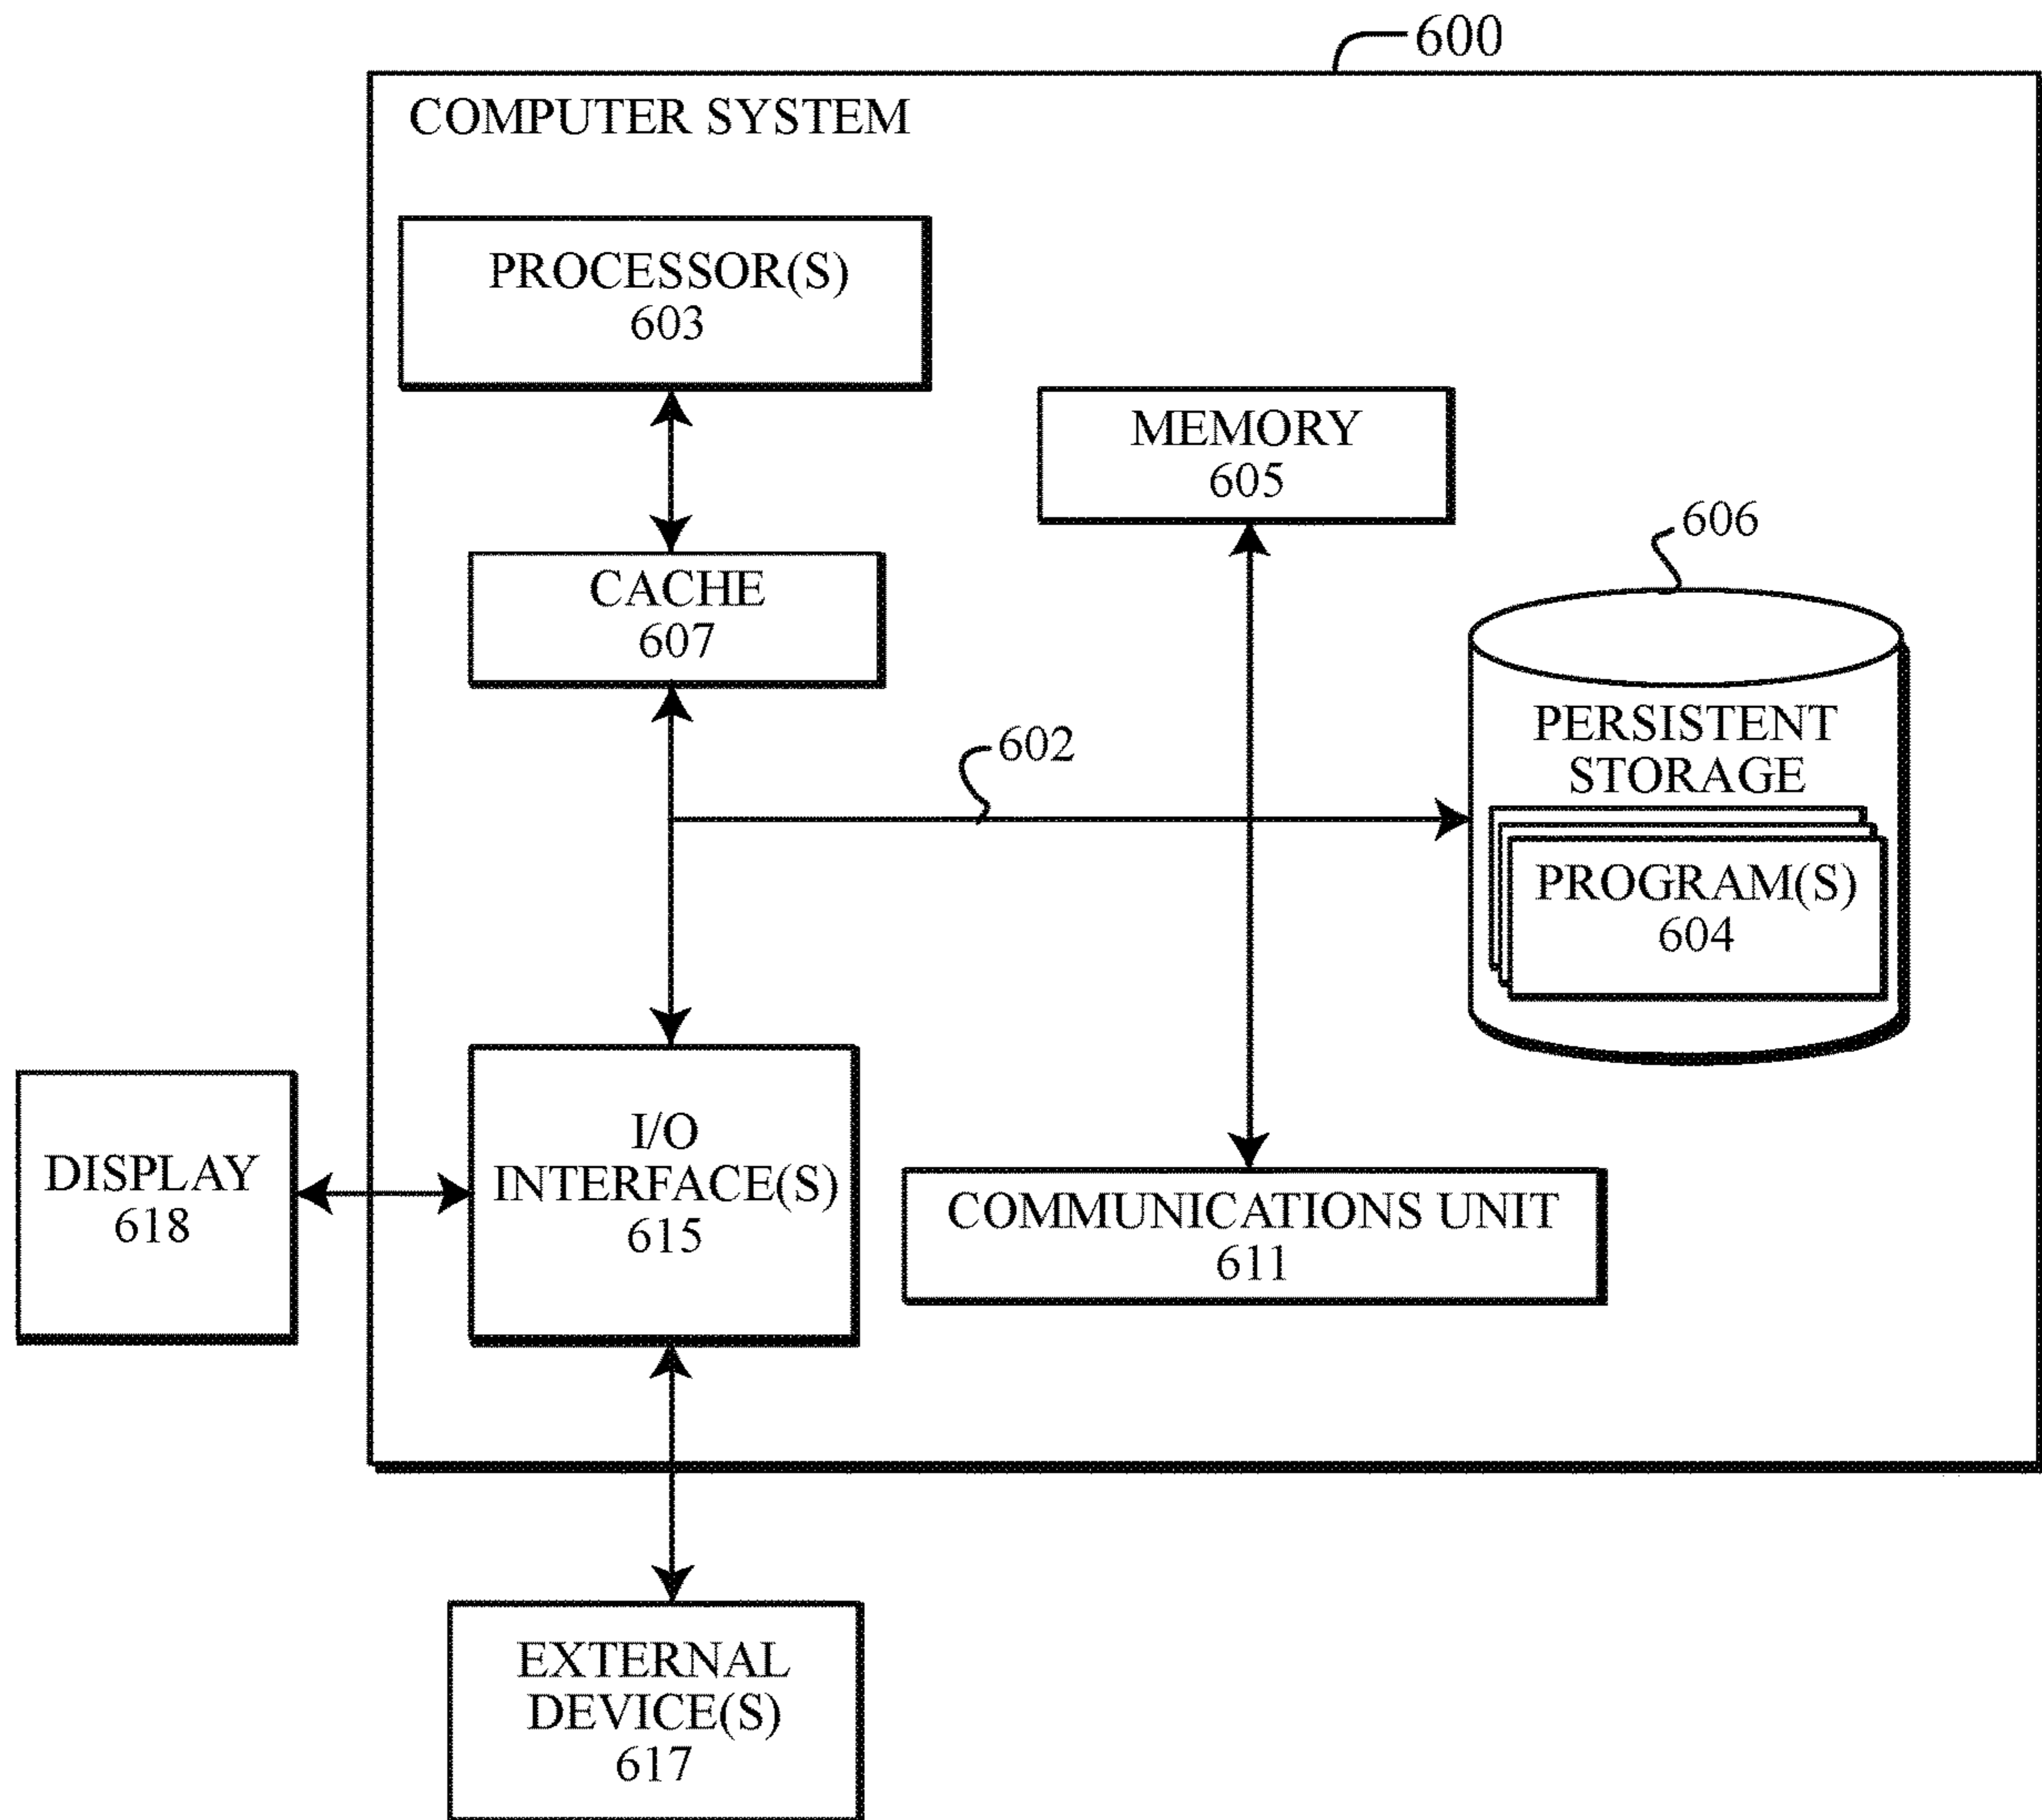 600
COMPUTER SYSTEM
PROCESSOR(S)
603
MEMORY
605
606
CACHE
607
PERSISTENT
STORAGE
602
PROGRAM(S)
604
I/O
INTERFACE(S)
615
DISPLAY
618
COMMUNICATIONS UNIT
611
EXTERNAL
DEVICE(S)
617